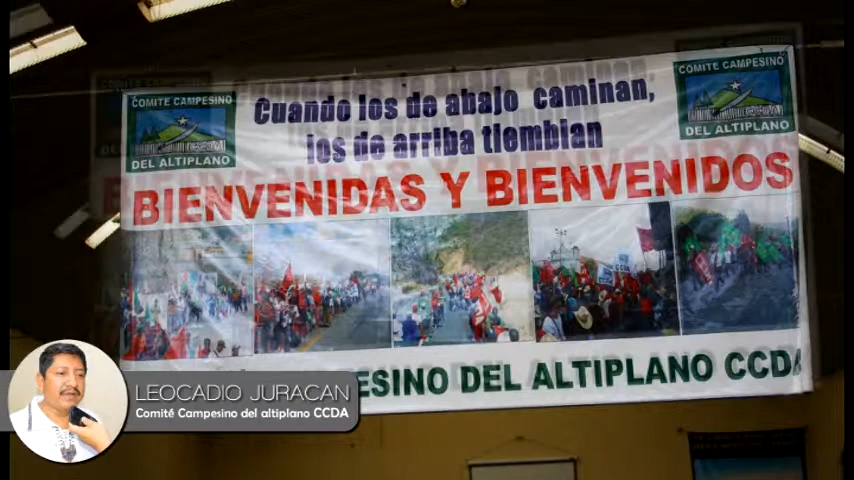 COMITE CAMPESINO
DEL ALTIPLANO
Cuando los de abajo caminan,
los de arriba tiemblan
COMITE CAMPESINO
DEL ALTIPLANO
BIENVENIDAS Y BIENVENIDOS
CCDA
ESINO DEL ALTIPLANO CCDA
LEOCADIO JURACAN
Comité Campesino del altiplano CCDA